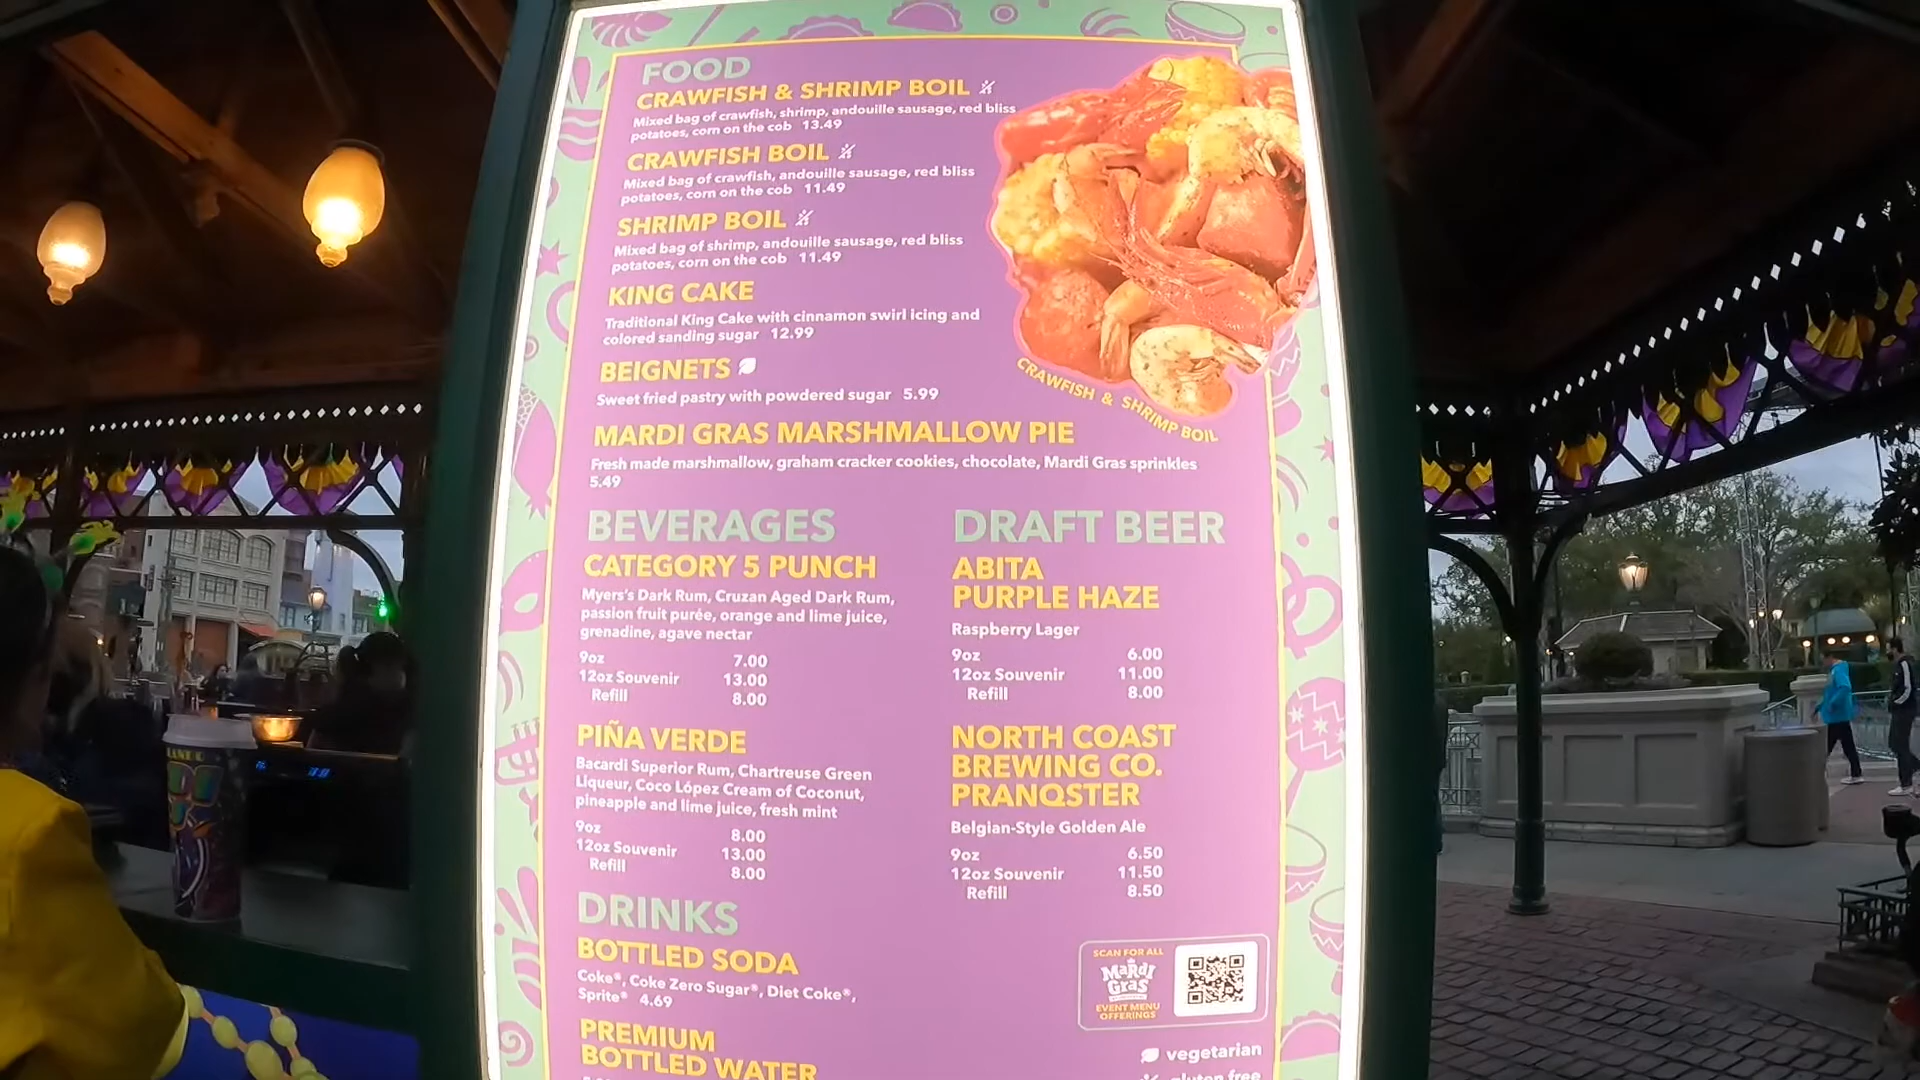 FOOD
CRAWFISH & SHRIMP BOIL
Mixed bag of crawfish, shrimp, andouille sausage, red bliss
potatoes, corn on the cob 13.49
CRAWFISH BOIL
Mixed bag of crawfish, andouille sausage, red bliss
potatoes, corn on the cob 11.49
SHRIMP BOIL
Mixed bag of shrimp, andouille sausage, red bliss
potatoes, corn on the cob 11.49
KING CAKE
Traditional King Cake with cinnamon swirl icing and
colored sanding sugar 12.99
BEIGNETS
Sweet fried pastry with powdered sugar 5.99
CRAWFISH & SHRIMP BOIL
MARDI GRAS MARSHMALLOW PIE
Fresh made marshmallow, graham cracker cookies, chocolate, Mardi Gras sprinkles
5.49
BEVERAGES
CATEGORY 5 PUNCH
Myers's Dark Rum, Cruzan Aged Dark Rum,
passion fruit purée, orange and lime juice,
grenadine, agave nectar
9oz 7.00
12oz Souvenir 13.00
Refill 8.00
PIÑA VERDE
Bacardi Superior Rum, Chartreuse Green
Liqueur, Coco López Cream of Coconut,
pineapple and lime juice, fresh mint
9oz 8.00
12oz Souvenir 13.00
Refill 8.00
DRINKS
BOTTLED SODA
Coke®, Coke Zero Sugar®, Diet Coke®,
Sprite® 4.69
PREMIUM
BOTTLED WATER
DRAFT BEER
ABITA
PURPLE HAZE
Raspberry Lager
9oz 6.00
12oz Souvenir 11.00
Refill 8.00
NORTH COAST
BREWING CO.
PRANQSTER
Belgian-Style Golden Ale
9oz 6.50
12oz Souvenir 11.50
Refill 8.50
SCAN FOR ALL
MaRdI
GRaS
EVENT MENU
OFFERINGS
vegetarian
gluten free